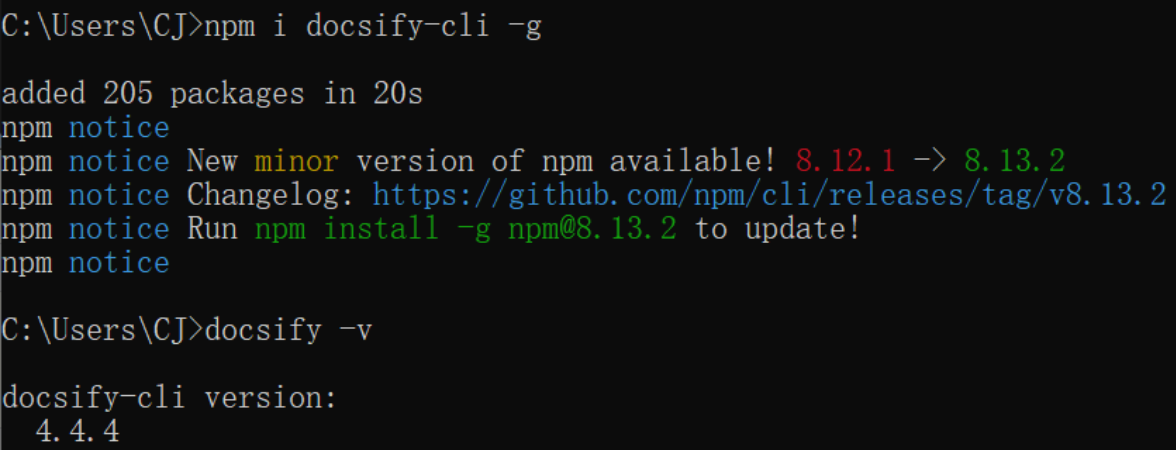 C:\Users\CJ>npm i docsify-cli -g
added 205 packages in 20s
npm notice
npm notice New minor version of npm available! 8.12.1 -> 8.13.2
npm notice Changelog: https://github.com/npm/cli/releases/tag/v8.13.2
npm notice Run npm install -g npm@8.13.2 to update!
npm notice
C:\Users\CJ>docsify -v
docsify-cli version:
  4.4.4